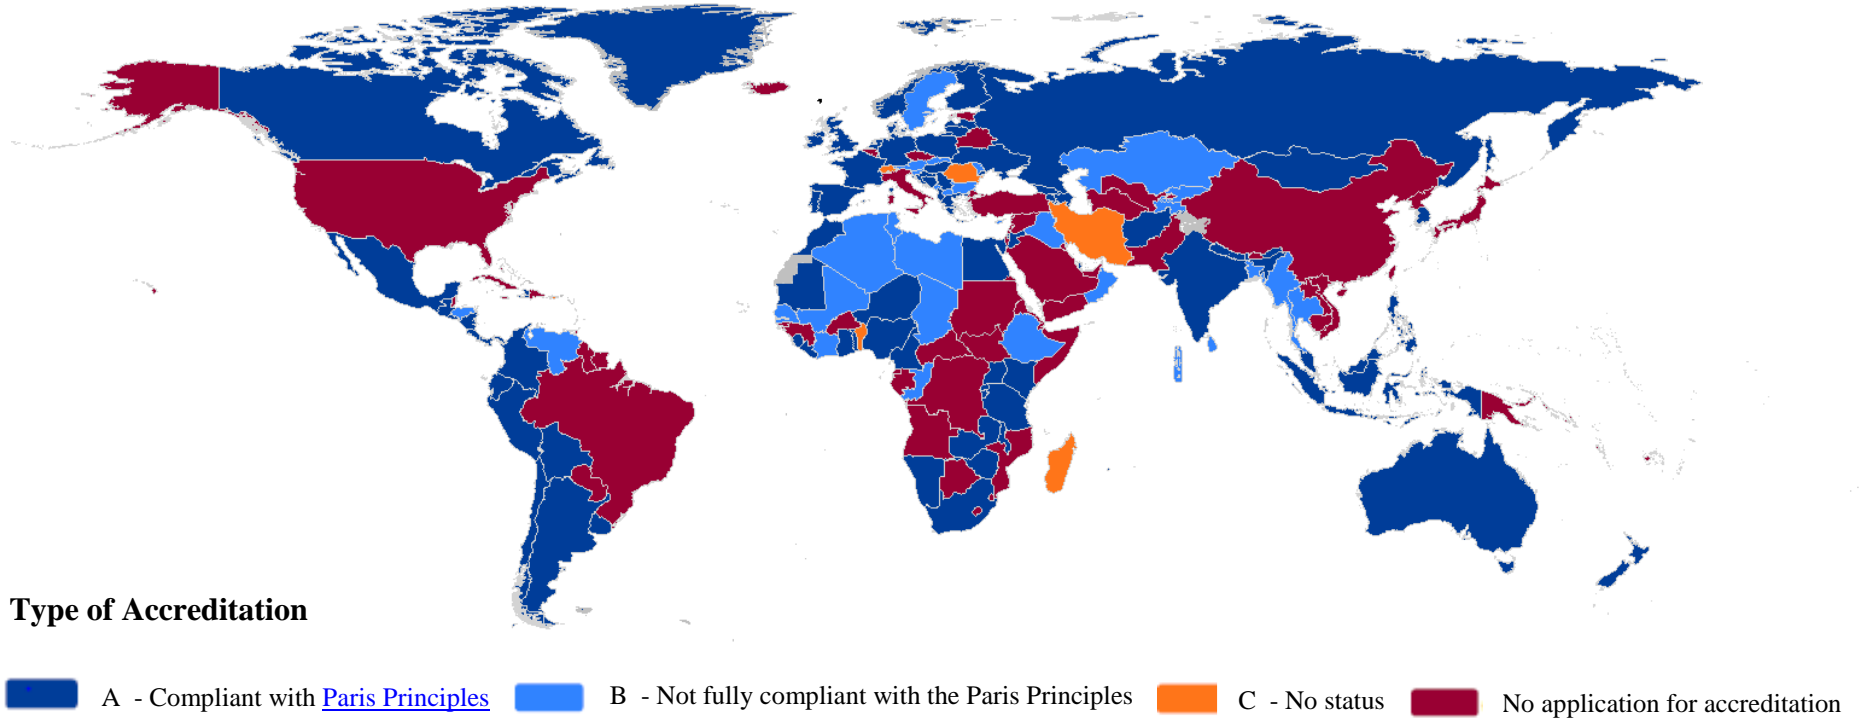 Type of Accreditation
A - Compliant with Paris Principles
B - Not fully compliant with the Paris Principles
C - No status
No application for accreditation